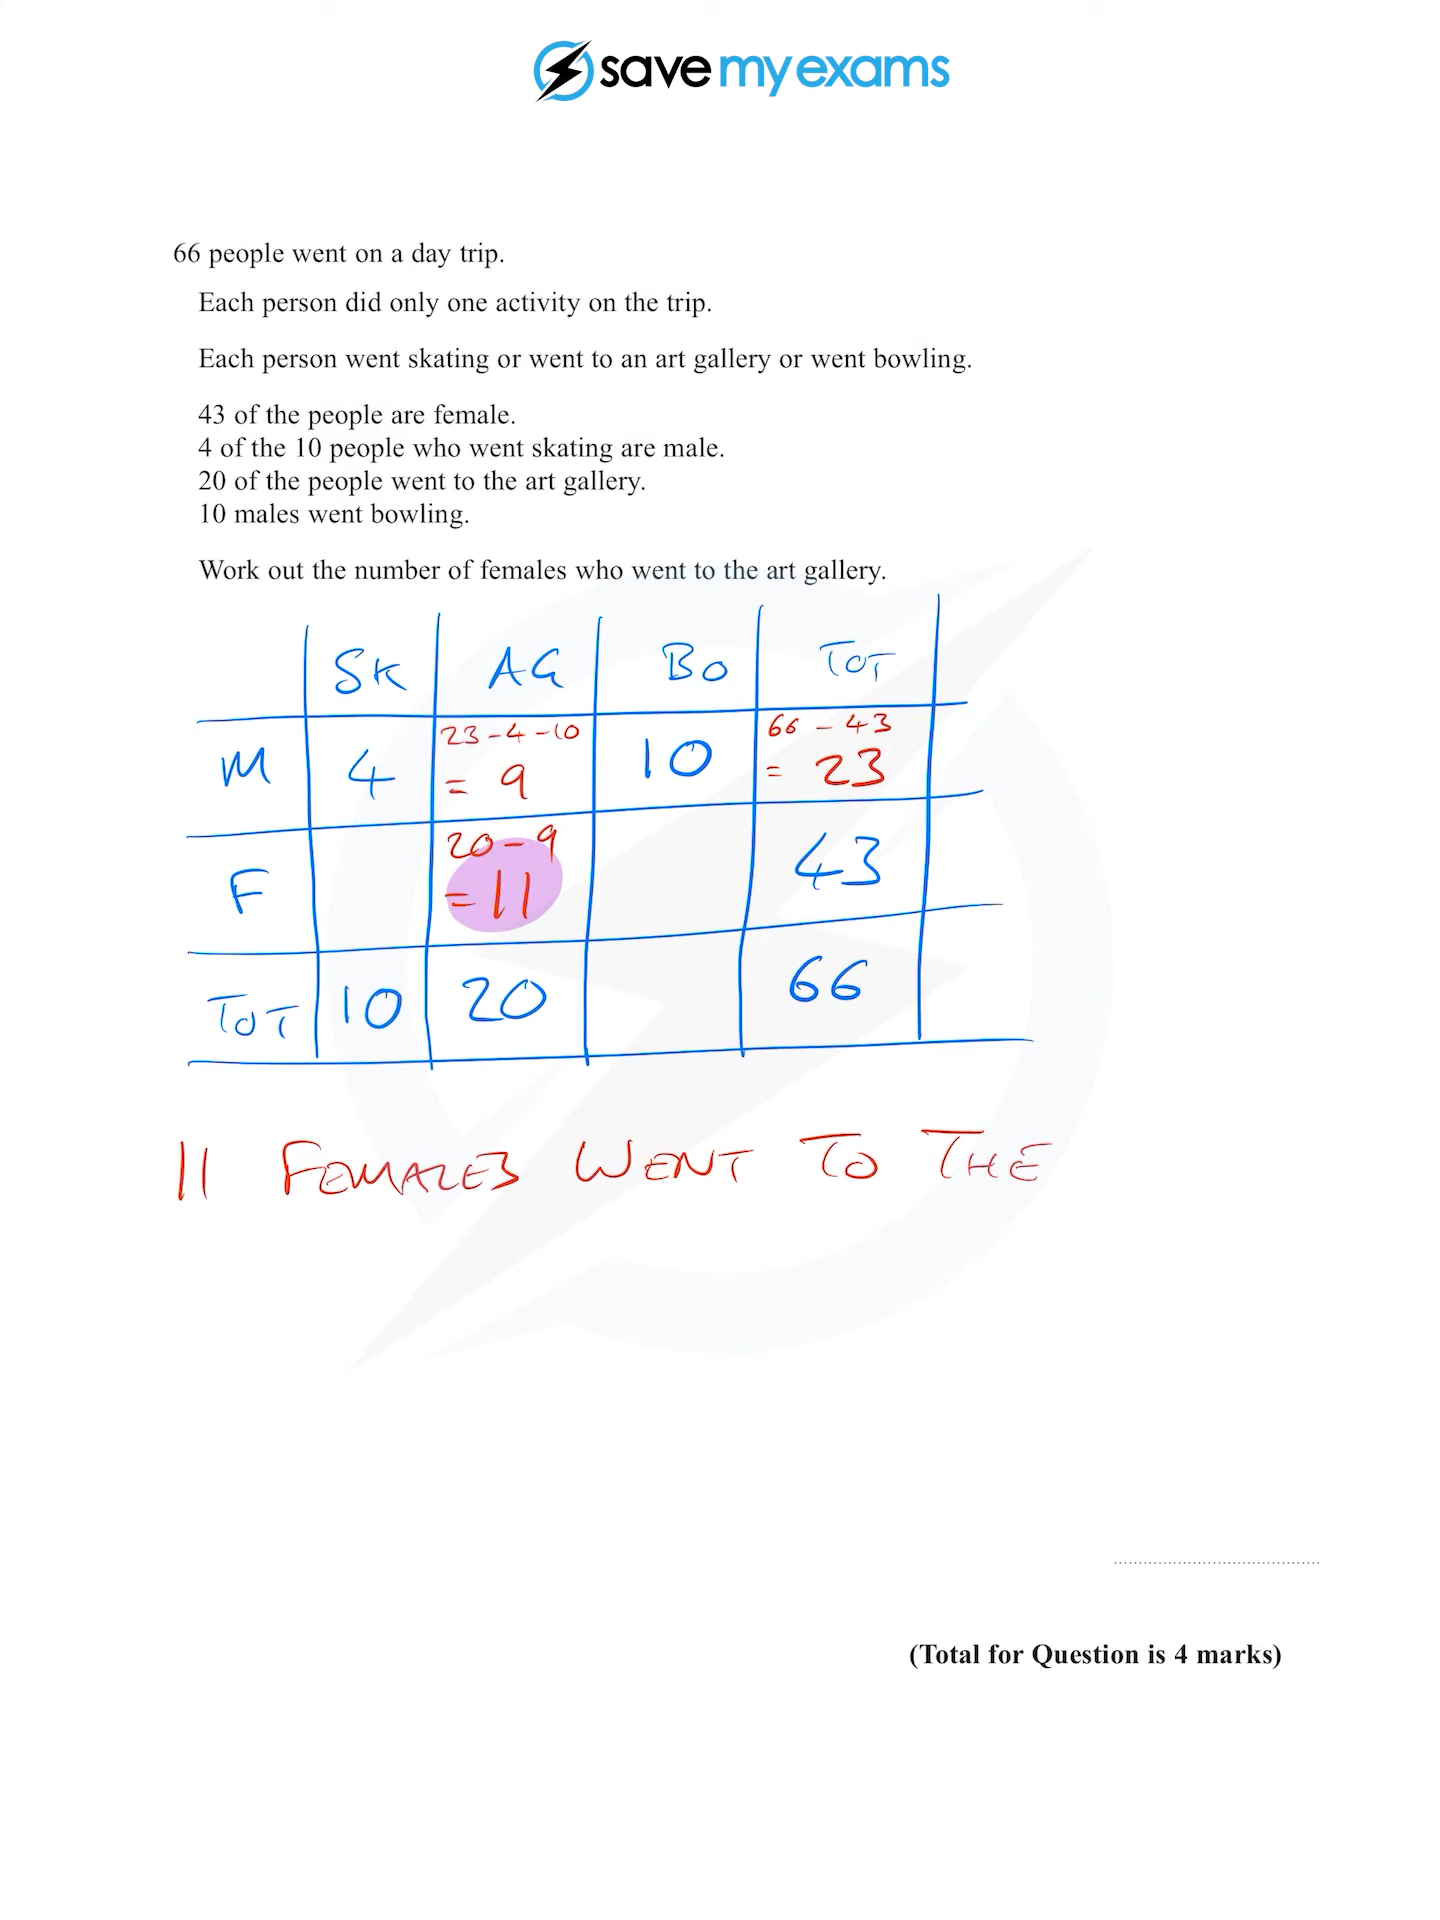 save my exams
66 people went on a day trip.
Each person did only one activity on the trip.
Each person went skating or went to an art gallery or went bowling.
43 of the people are female.
4 of the 10 people who went skating are male.
20 of the people went to the art gallery.
10 males went bowling.
Work out the number of females who went to the art gallery.
SK AG BO TOT
23-4-10 66 - 43
M 4 = 9 10 = 23
20-9
F =11 43
TOT 10 20 66
11 FEMALES WENT TO THE
(Total for Question is 4 marks)